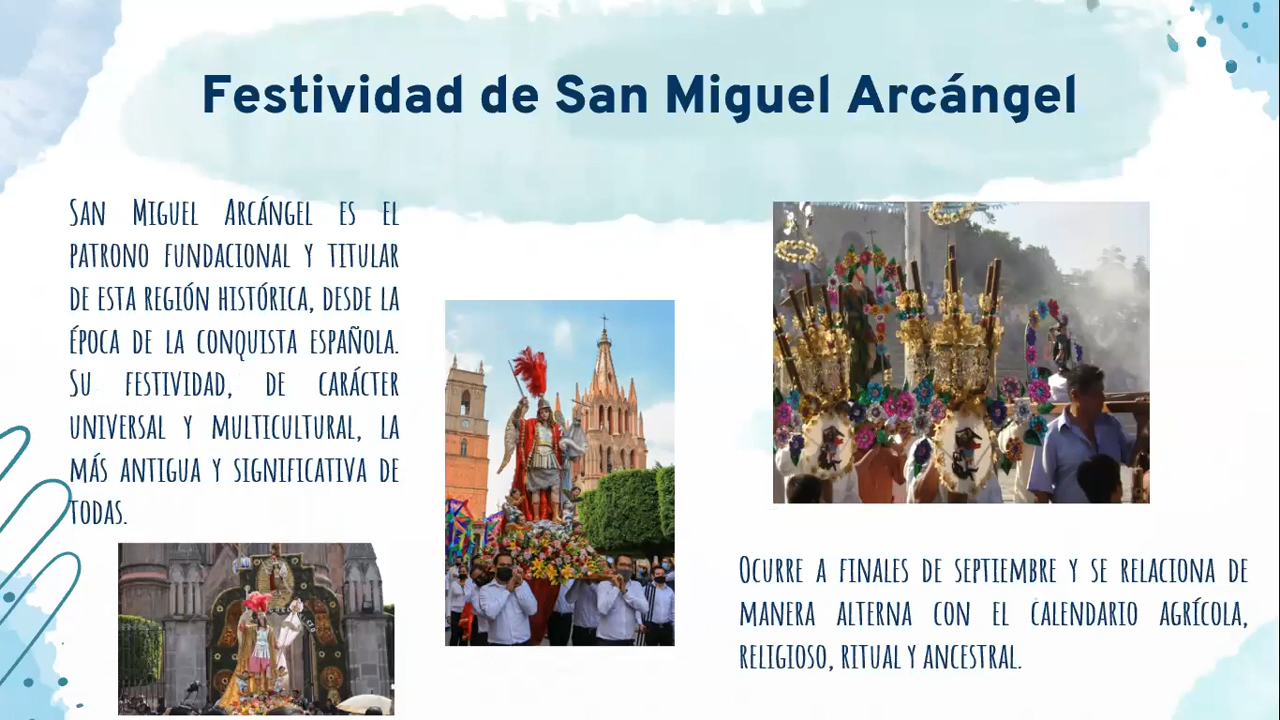 Festividad de San Miguel Arcángel
San Miguel Arcángel es el
patrono fundacional y titular
de esta región histórica, desde la
época de la conquista española.
Su festividad, de carácter
universal y multicultural, la
más antigua y significativa de
todas.
Ocurre a finales de septiembre y se relaciona de
manera alterna con el calendario agrícola,
religioso, ritual y ancestral.